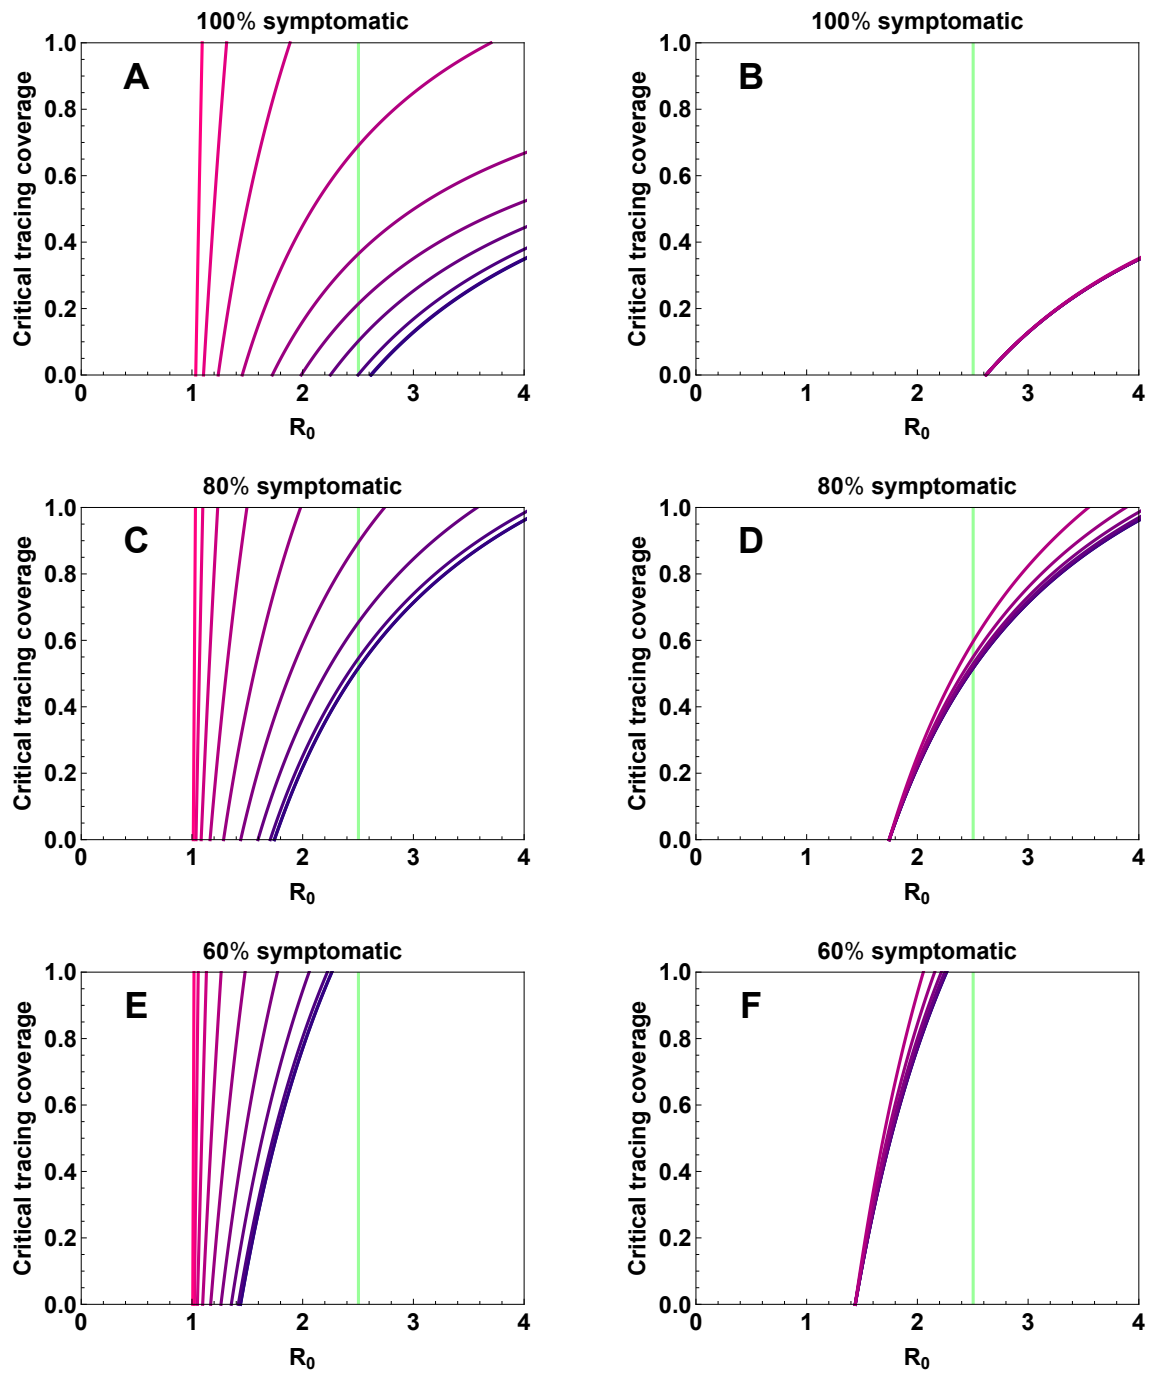 100% symptomatic
A
Critical tracing coverage
1.0
0.8
0.6
0.4
0.2
0.0
0 1 2 3 4
R0
100% symptomatic
B
Critical tracing coverage
1.0
0.8
0.6
0.4
0.2
0.0
0 1 2 3 4
R0
80% symptomatic
C
Critical tracing coverage
1.0
0.8
0.6
0.4
0.2
0.0
0 1 2 3 4
R0
80% symptomatic
D
Critical tracing coverage
1.0
0.8
0.6
0.4
0.2
0.0
0 1 2 3 4
R0
60% symptomatic
E
Critical tracing coverage
1.0
0.8
0.6
0.4
0.2
0.0
0 1 2 3 4
R0
60% symptomatic
F
Critical tracing coverage
1.0
0.8
0.6
0.4
0.2
0.0
0 1 2 3 4
R0